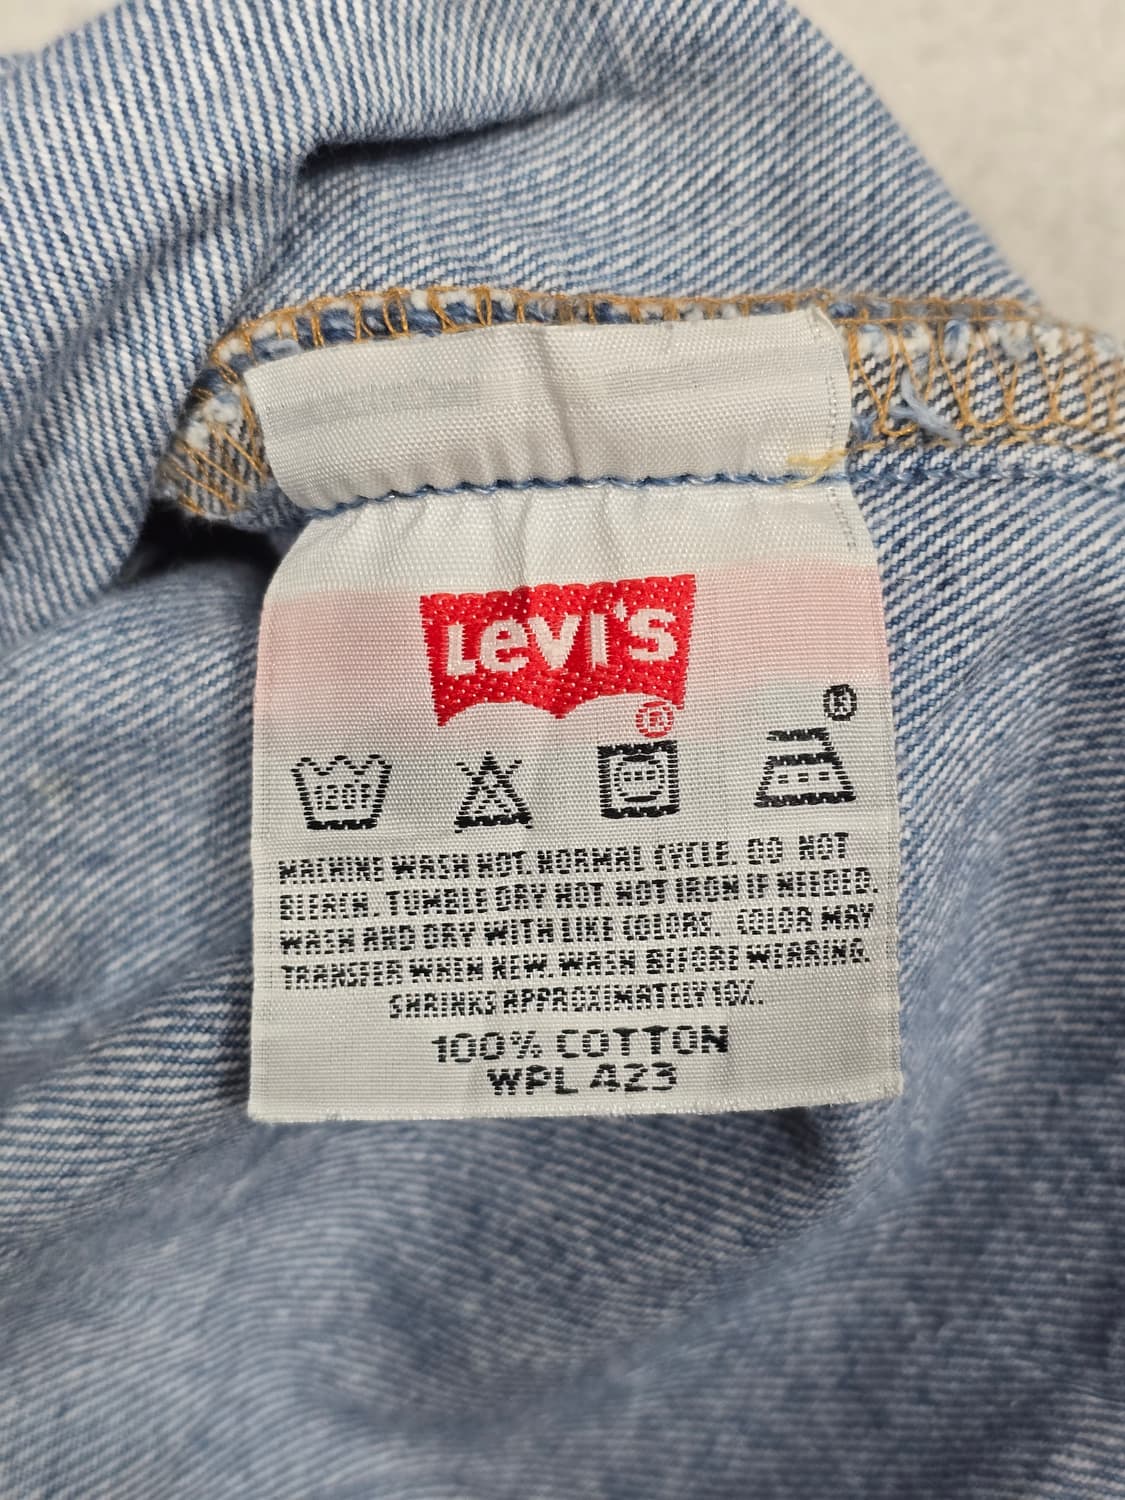 Levi's
®
®
120F
MACHINE WASH HOT. NORMAL CYCLE. DO NOT
BLEACH. TUMBLE DRY HOT. HOT IRON IF NEEDED.
WASH AND DRY WITH LIKE COLORS. COLOR MAY
TRANSFER WHEN NEW. WASH BEFORE WEARING.
SHRINKS APPROXIMATELY 10%.
100% COTTON
WPL 423